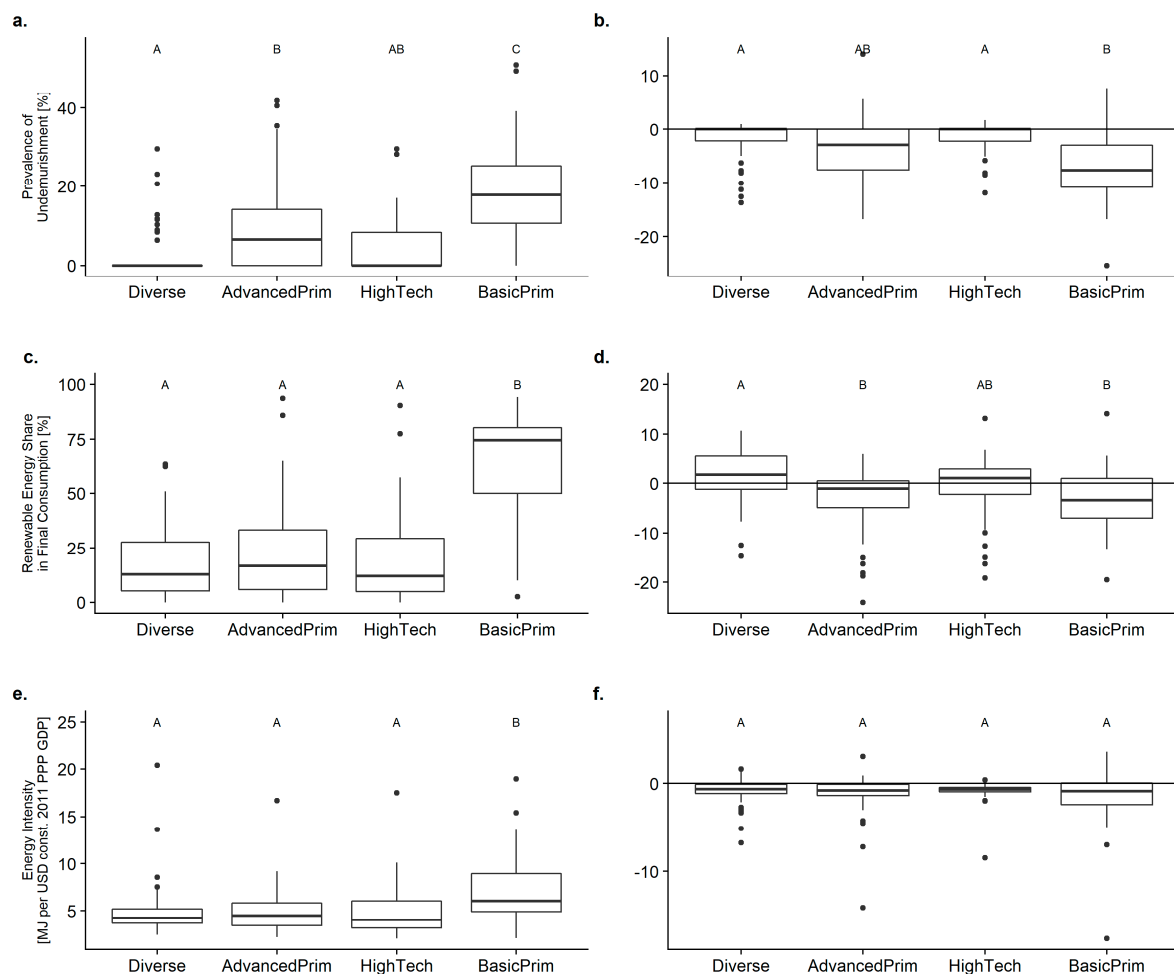 a.
A B AB C
Prevalence of
Undernurishment [%]
40
20
0
Diverse AdvancedPrim HighTech BasicPrim
b.
A AB A B
10
0
-10
-20
Diverse AdvancedPrim HighTech BasicPrim
c.
A A A B
Renewable Energy Share
in Final Consumption [%]
100
75
50
25
0
Diverse AdvancedPrim HighTech BasicPrim
d.
A B AB B
20
10
0
-10
-20
Diverse AdvancedPrim HighTech BasicPrim
e.
A A A B
Energy Intensity
[MJ per USD const. 2011 PPP GDP]
25
20
15
10
5
Diverse AdvancedPrim HighTech BasicPrim
f.
A A A A
0
-10
Diverse AdvancedPrim HighTech BasicPrim